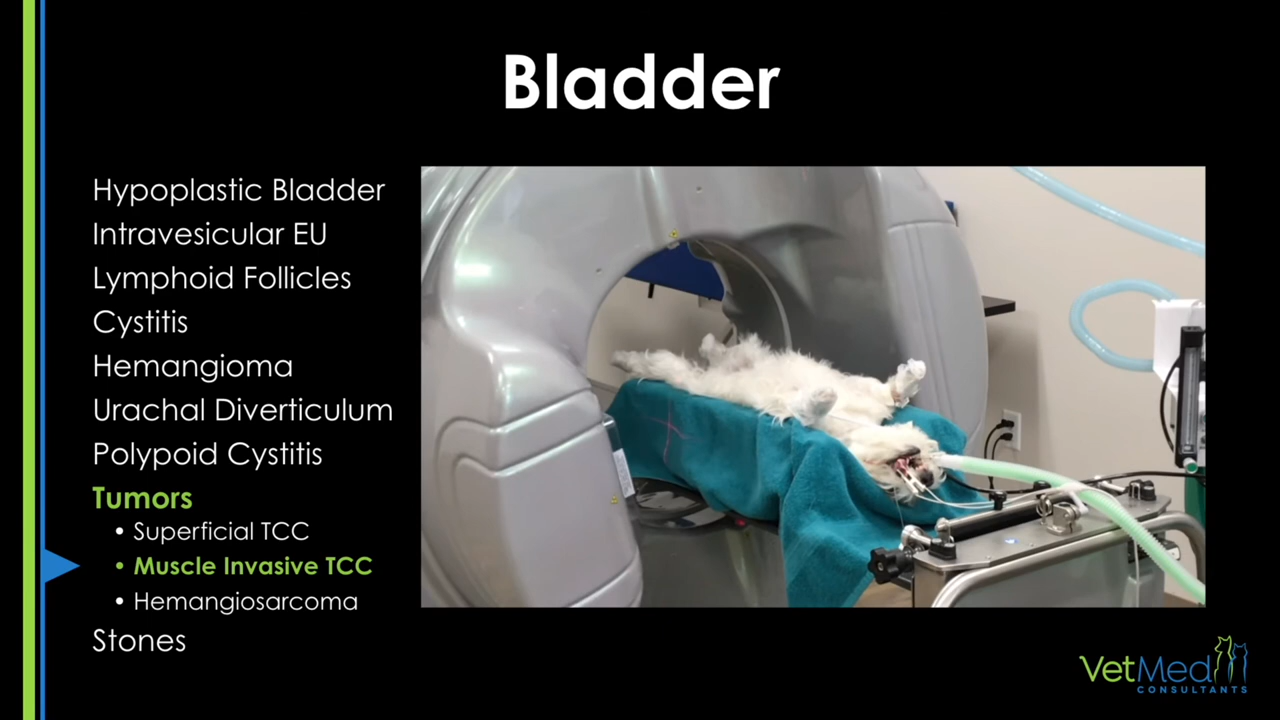 Bladder
Hypoplastic Bladder
Intravesicular EU
Lymphoid Follicles
Cystitis
Hemangioma
Urachal Diverticulum
Polypoid Cystitis
Tumors
• Superficial TCC
• Muscle Invasive TCC
• Hemangiosarcoma
Stones
VetMed
CONSULTANTS